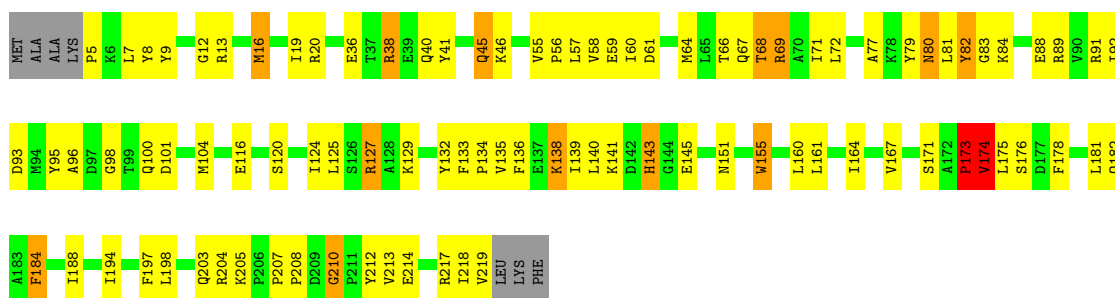 MET ALA ALA LYS P5 K6 L7 Y8 Y9 G12 R13 M16 I19 R20 E36 T37 R38 E39 Q40 Y41 Q45 K46 V55 P56 L57 V58 E59 I60 D61 M64 L65 T66 Q67 T68 R69 A70 I71 L72 A77 K78 Y79 N80 L81 Y82 G83 K84 E88 R89 V90 R91
D93 M94 Y95 A96 D97 G98 T99 Q100 D101 M104 E116 S120 I124 L125 S126 R127 A128 K129 Y132 F133 P134 V135 F136 E137 K138 I139 L140 K141 D142 H143 G144 E145 N151 W155 L160 L161 I164 V167 S171 A172 P173 V174 L175 S176 D177 F178 L181
A183 F184 I188 I194 F197 L198 Q203 R204 K205 P206 P207 P208 D209 G210 P211 Y212 V213 E214 R217 I218 V219 LEU LYS PHE